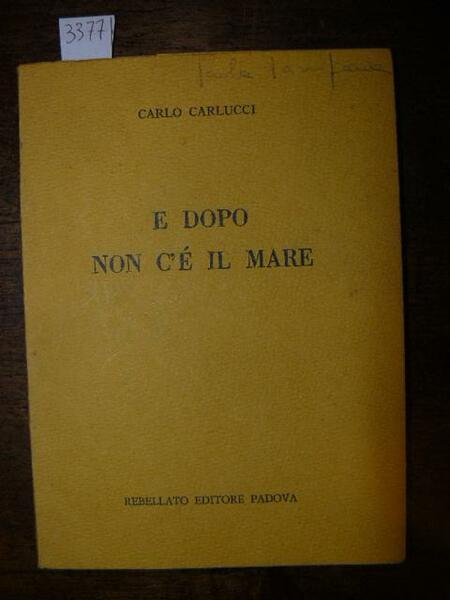 3377
CARLO CARLUCCI
E DOPO
NON C'É IL MARE
REBELLATO EDITORE PADOVA